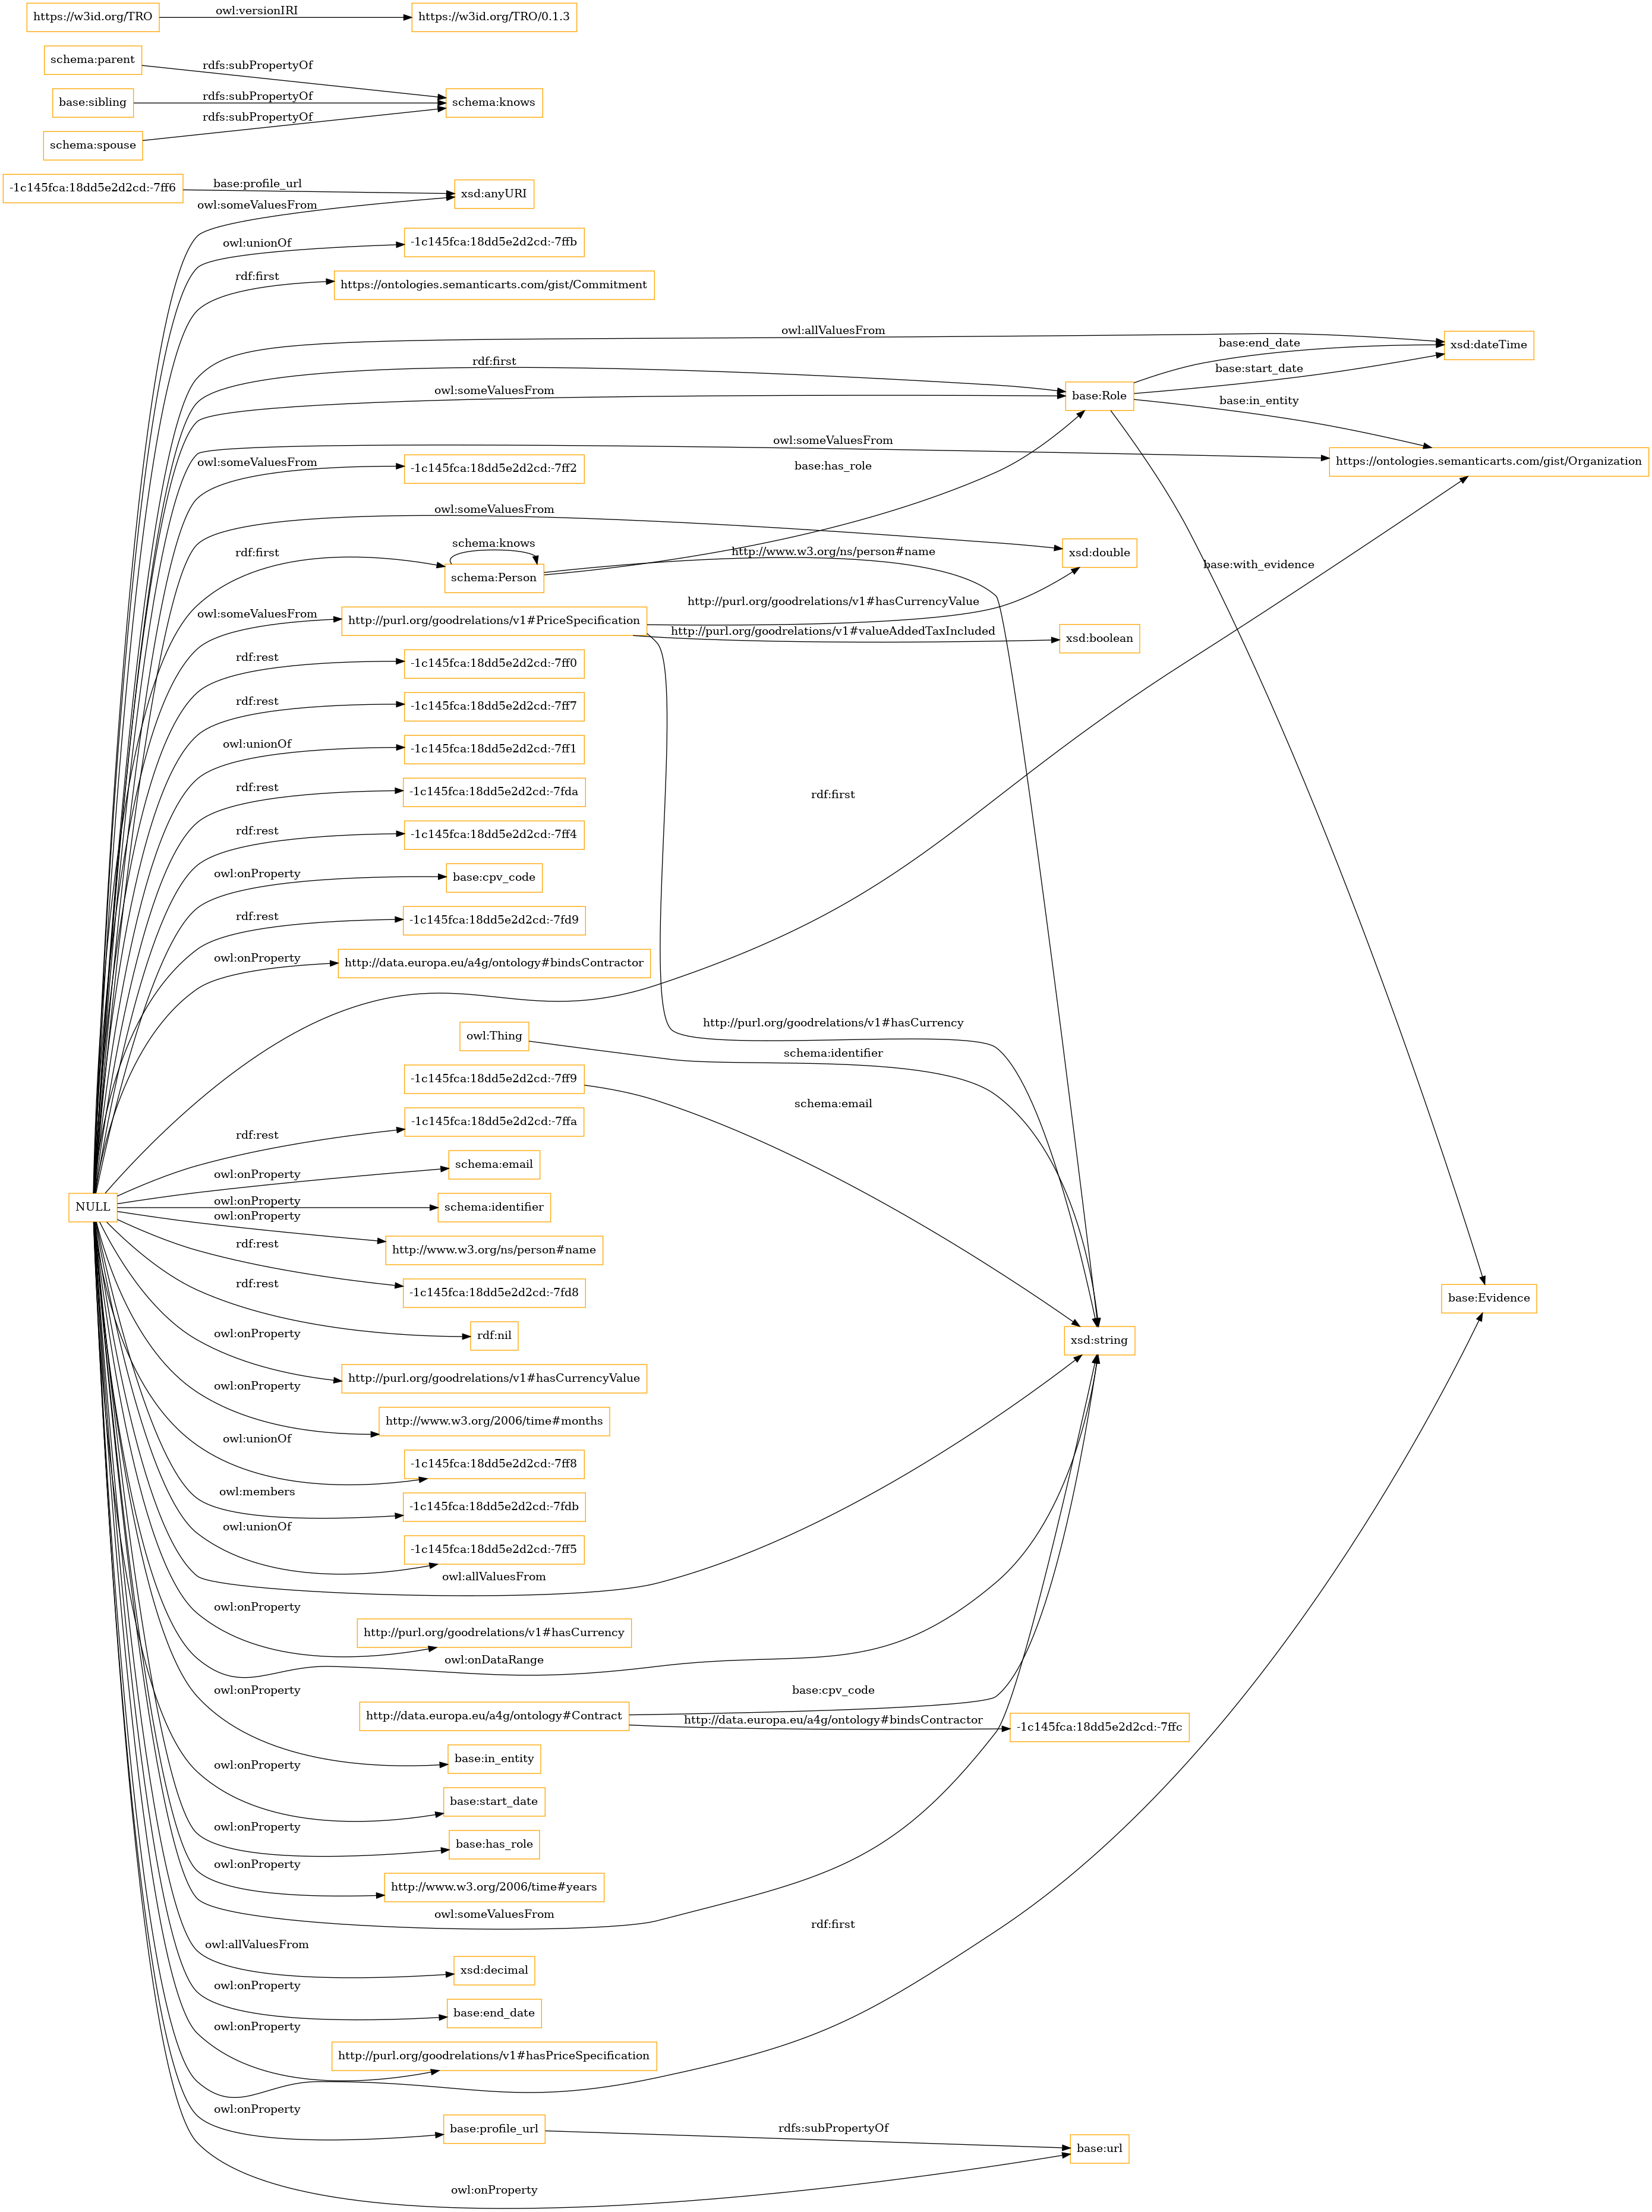 https://w3id.org/TRO
owl:versionIRI
https://w3id.org/TRO/0.1.3
schema:parent
rdfs:subPropertyOf
base:sibling
rdfs:subPropertyOf
schema:knows
rdfs:subPropertyOf
schema:spouse
-1c145fca:18dd5e2d2cd:-7ff6
base:profile_url
xsd:anyURI
owl:someValuesFrom
owl:unionOf
-1c145fca:18dd5e2d2cd:-7ffb
rdf:first
https://ontologies.semanticarts.com/gist/Commitment
owl:allValuesFrom
base:end_date
xsd:dateTime
rdf:first
base:start_date
owl:someValuesFrom
base:Role
base:in_entity
owl:someValuesFrom
https://ontologies.semanticarts.com/gist/Organization
owl:someValuesFrom
-1c145fca:18dd5e2d2cd:-7ff2
base:has_role
owl:someValuesFrom
schema:knows
rdf:first
http://www.w3.org/ns/person#name
xsd:double
base:with_evidence
schema:Person
http://purl.org/goodrelations/v1#hasCurrencyValue
owl:someValuesFrom
http://purl.org/goodrelations/v1#PriceSpecification
http://purl.org/goodrelations/v1#valueAddedTaxIncluded
xsd:boolean
rdf:rest
-1c145fca:18dd5e2d2cd:-7ff0
rdf:rest
-1c145fca:18dd5e2d2cd:-7ff7
owl:unionOf
-1c145fca:18dd5e2d2cd:-7ff1
rdf:rest
-1c145fca:18dd5e2d2cd:-7fda
rdf:first
rdf:rest
-1c145fca:18dd5e2d2cd:-7ff4
owl:onProperty
base:cpv_code
rdf:rest
-1c145fca:18dd5e2d2cd:-7fd9
owl:onProperty
http://data.europa.eu/a4g/ontology#bindsContractor
http://purl.org/goodrelations/v1#hasCurrency
owl:Thing
schema:identifier
-1c145fca:18dd5e2d2cd:-7ff9
schema:email
rdf:rest
-1c145fca:18dd5e2d2cd:-7ffa
owl:onProperty
schema:email
NULL
owl:onProperty
schema:identifier
owl:onProperty
http://www.w3.org/ns/person#name
rdf:rest
-1c145fca:18dd5e2d2cd:-7fd8
base:Evidence
rdf:rest
rdf:nil
xsd:string
owl:onProperty
http://purl.org/goodrelations/v1#hasCurrencyValue
owl:onProperty
http://www.w3.org/2006/time#months
owl:unionOf
-1c145fca:18dd5e2d2cd:-7ff8
owl:members
-1c145fca:18dd5e2d2cd:-7fdb
owl:unionOf
-1c145fca:18dd5e2d2cd:-7ff5
owl:allValuesFrom
owl:onProperty
http://purl.org/goodrelations/v1#hasCurrency
owl:onDataRange
owl:onProperty
base:cpv_code
http://data.europa.eu/a4g/ontology#Contract
http://data.europa.eu/a4g/ontology#bindsContractor
-1c145fca:18dd5e2d2cd:-7ffc
base:in_entity
owl:onProperty
base:start_date
owl:onProperty
base:has_role
owl:onProperty
http://www.w3.org/2006/time#years
owl:someValuesFrom
rdf:first
owl:allValuesFrom
xsd:decimal
owl:onProperty
base:end_date
owl:onProperty
http://purl.org/goodrelations/v1#hasPriceSpecification
owl:onProperty
base:profile_url
rdfs:subPropertyOf
base:url
owl:onProperty